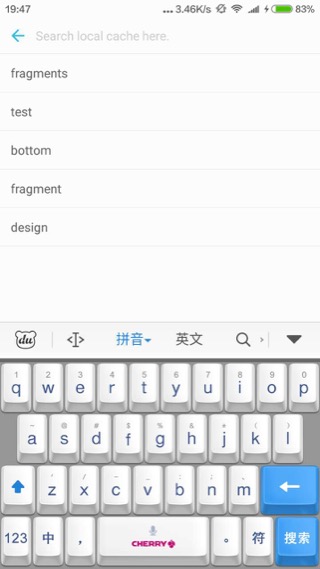 19:47 ... 3.46K/s 83%
Search local cache here.
fragments
test
bottom
fragment
design
du 拼音 英文
1 2 3 4 5 6 7 8 9 0
q w e r t y u i o p
~ @ # $ % & * ( )
a s d f g h j k l
' / - _ : ; ...
z x c v b n m
123 中 ， CHERRY 。 符 搜索